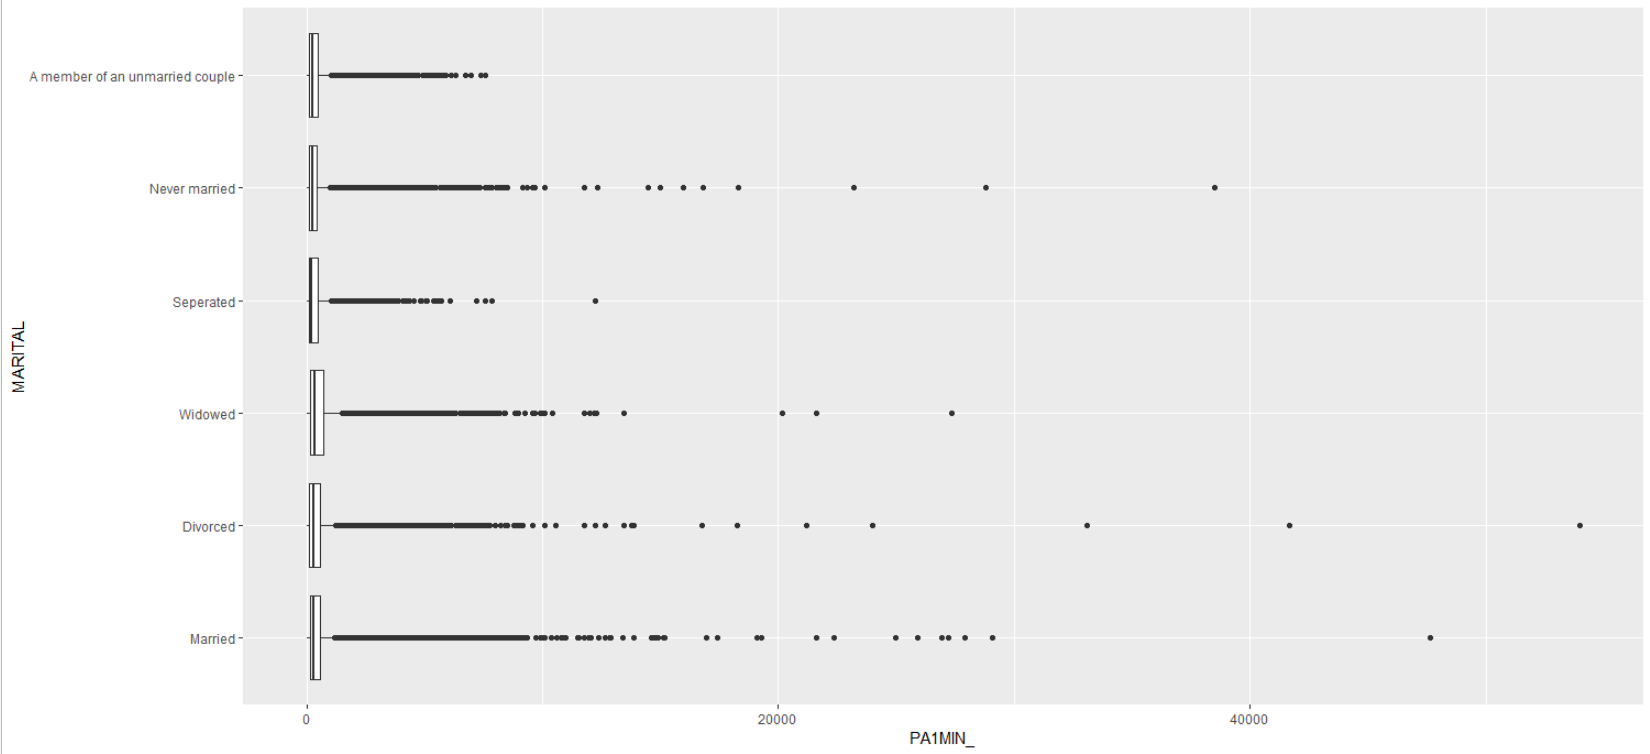 A member of an unmarried couple
Never married
Seperated
Widowed
Divorced
Married
MARITAL
0 20000 40000
PA1MIN_